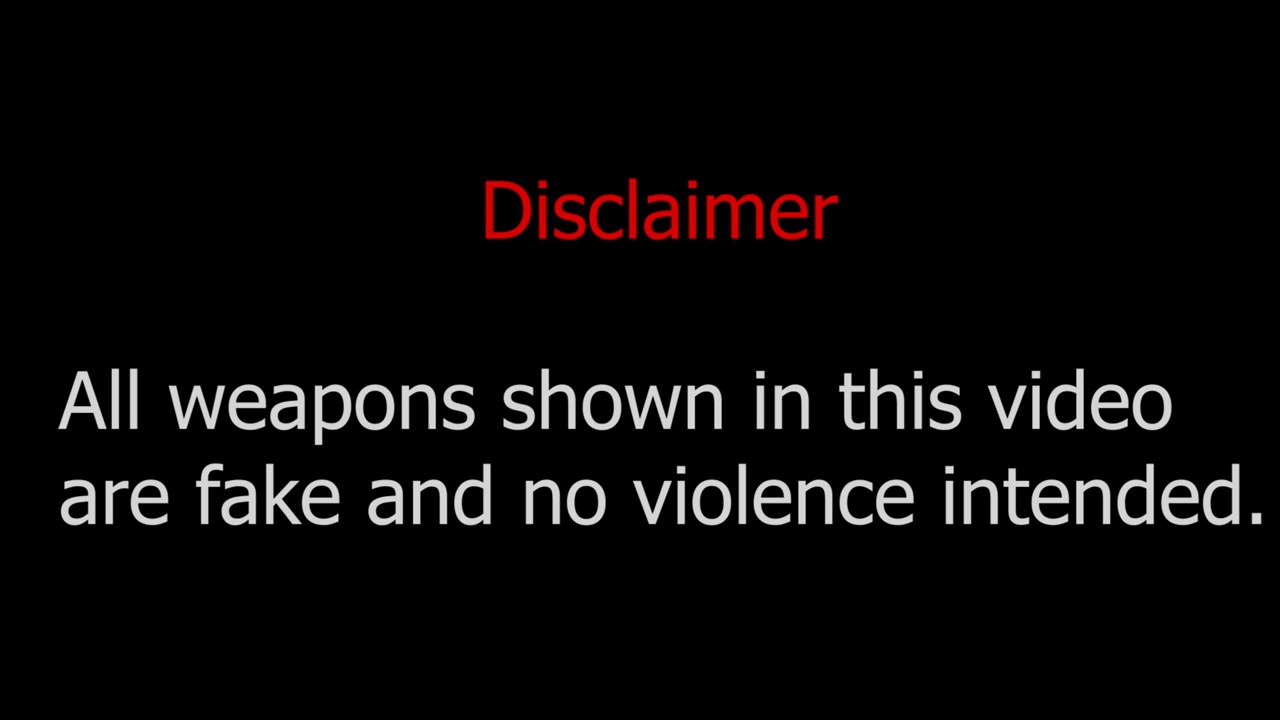 Disclaimer
All weapons shown in this video
are fake and no violence intended.